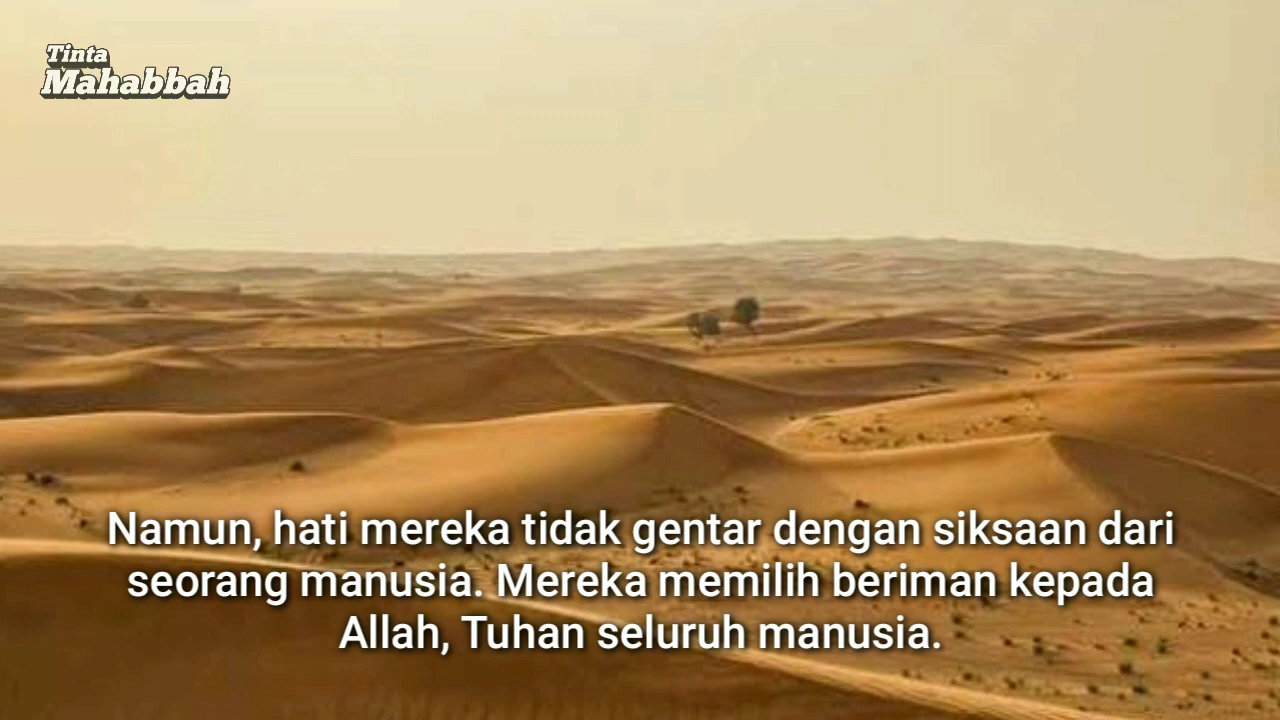 Tinta
Mahabbah
Namun, hati mereka tidak gentar dengan siksaan dari
seorang manusia. Mereka memilih beriman kepada
Allah, Tuhan seluruh manusia.